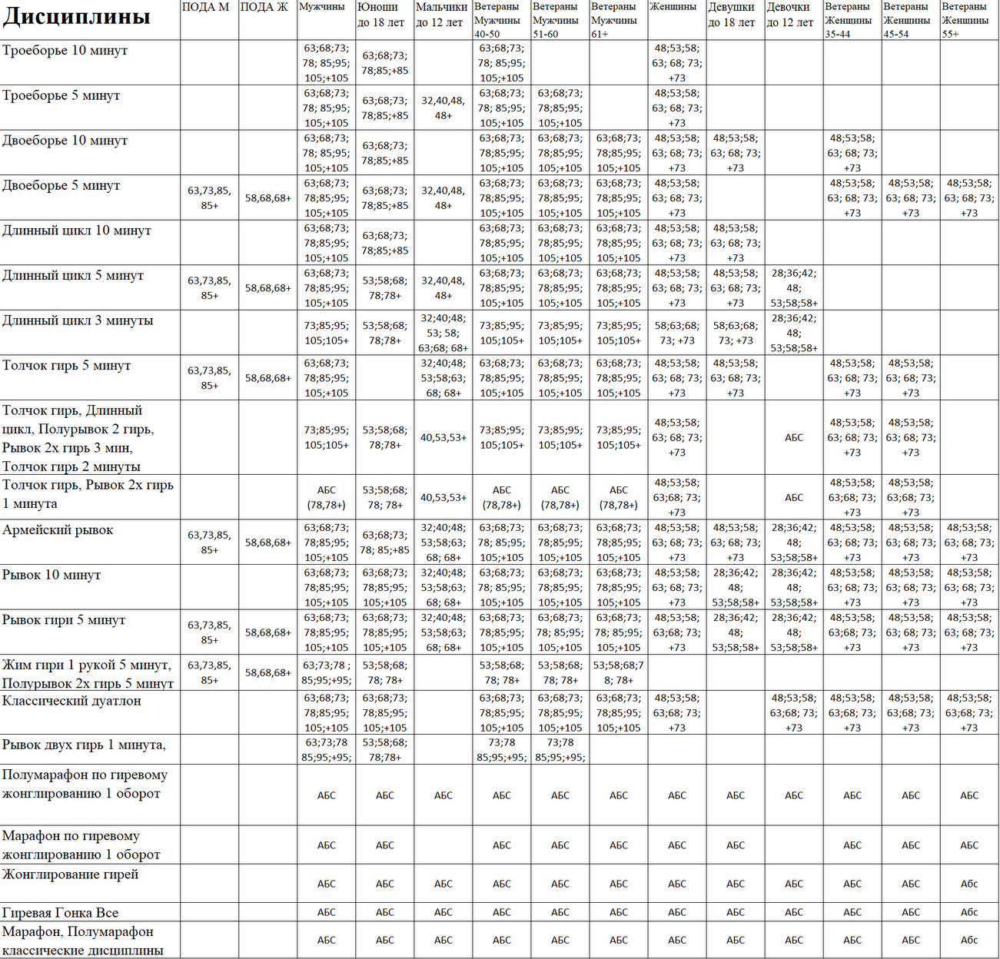 Дисциплины
ПОДА М
ПОДА Ж
Мужчины
Юноши
до 18 лет
Мальчики
до 12 лет
Ветераны
Мужчины
40-50
Ветераны
Мужчины
51-60
Ветераны
Мужчины
61+
Женщины
Девушки
до 18 лет
Девочки
до 12 лет
Ветераны
Женщины
35-44
Ветераны
Женщины
45-54
Ветераны
Женщины
55+
Троеборье 10 минут
63;68;73;
78; 85;95;
105;+105
63;68;73;
78;85;+85
63;68;73;
78; 85;95;
105;+105
48;53;58;
63; 68; 73;
+73
Троеборье 5 минут
63;68;73;
78; 85;95;
105;+105
63;68;73;
78;85;+85
32,40,48,
48+
63;68;73;
78; 85;95;
105;+105
63;68;73;
78;85;95;
105;+105
48;53;58;
63; 68; 73;
+73
Двоеборье 10 минут
63;68;73;
78; 85;95;
105;+105
63;68;73;
78;85;+85
63;68;73;
78;85;95;
105;+105
63;68;73;
78;85;95;
105;+105
63;68;73;
78;85;95;
105;+105
48;53;58;
63; 68; 73;
+73
48;53;58;
63; 68; 73;
+73
48;53;58;
63; 68; 73;
+73
Двоеборье 5 минут
63,73,85,
85+
58,68,68+
63;68;73;
78;85;95;
105;+105
63;68;73;
78;85;+85
32,40,48,
48+
63;68;73;
78;85;95;
105;+105
63;68;73;
78;85;95;
105;+105
63;68;73;
78;85;95;
105;+105
48;53;58;
63; 68; 73;
+73
48;53;58;
63; 68; 73;
+73
48;53;58;
63; 68; 73;
+73
48;53;58;
63; 68; 73;
+73
Длинный цикл 10 минут
63;68;73;
78;85;95;
105;+105
63;68;73;
78;85;+85
63;68;73;
78;85;95;
105;+105
63;68;73;
78;85;95;
105;+105
63;68;73;
78;85;95;
105;+105
48;53;58;
63; 68; 73;
+73
48;53;58;
63; 68; 73;
+73
Длинный цикл 5 минут
63,73,85,
85+
58,68,68+
63;68;73;
78;85;95;
105;+105
53;58;68;
78;78+
32,40,48,
48+
63;68;73;
78;85;95;
105;+105
63;68;73;
78;85;95;
105;+105
63;68;73;
78;85;95;
105;+105
48;53;58;
63; 68; 73;
+73
48;53;58;
63; 68; 73;
+73
28;36;42;
48;
53;58;58+
Длинный цикл 3 минуты
73;85;95;
105;105+
53;58;68;
78;78+
32;40;48;
53; 58;
63;68; 68+
73;85;95;
105;105+
73;85;95;
105;105+
73;85;95;
105;105+
58;63;68;
73; +73
58;63;68;
73; +73
28;36;42;
48;
53;58;58+
Толчок гирь 5 минут
63,73,85,
85+
58,68,68+
63;68;73;
78;85;95;
105;+105
32;40;48;
53;58;63;
68; 68+
63;68;73;
78;85;95;
105;+105
63;68;73;
78;85;95;
105;+105
63;68;73;
78;85;95;
105;+105
48;53;58;
63; 68; 73;
+73
48;53;58;
63; 68; 73;
+73
48;53;58;
63; 68; 73;
+73
48;53;58;
63; 68; 73;
+73
Толчок гирь, Длинный
цикл, Полурывок 2 гирь,
Рывок 2х гирь 3 мин,
Толчок гирь 2 минуты
73;85;95;
105;105+
53;58;68;
78;78+
40,53,53+
73;85;95;
105;105+
73;85;95;
105;105+
73;85;95;
105;105+
48;53;58;
63; 68; 73;
+73
АБС
48;53;58;
63; 68; 73;
+73
48;53;58;
63; 68; 73;
+73
Толчок гирь, Рывок 2х гирь
1 минута
АБС
(78,78+)
53;58;68;
78; 78+
40,53,53+
АБС
(78,78+)
АБС
(78,78+)
АБС
(78,78+)
48;53;58;
63;68; 73;
+73
АБС
48;53;58;
63;68; 73;
+73
48;53;58;
63;68; 73;
+73
Армейский рывок
63,73,85,
85+
58,68,68+
63;68;73;
78;85;95;
105;+105
63;68;73;
78; 85;+85
32;40;48;
53;58;63;
68; 68+
63;68;73;
78; 85;95;
105;+105
63;68;73;
78;85;95;
105;+105
63;68;73;
78;85;95;
105;+105
48;53;58;
63; 68; 73;
+73
48;53;58;
63; 68; 73;
+73
28;36;42;
48;
53;58;58+
48;53;58;
63; 68; 73;
+73
48;53;58;
63; 68; 73;
+73
48;53;58;
63; 68; 73;
+73
Рывок 10 минут
63;68;73;
78;85;95;
105;+105
63;68;73;
78;85;95;
105;+105
32;40;48;
53;58;63;
68; 68+
63;68;73;
78; 85;95;
105;+105
63;68;73;
78;85;95;
105;+105
63;68;73;
78;85;95;
105;+105
48;53;58;
63; 68; 73;
+73
28;36;42;
48;
53;58;58+
28;36;42;
48;
53;58;58+
48;53;58;
63; 68; 73;
+73
48;53;58;
63; 68; 73;
+73
48;53;58;
63; 68; 73;
+73
Рывок гири 5 минут
63,73,85,
85+
58,68,68+
63;68;73;
78;85;95;
105;+105
63;68;73;
78;85;95;
105;+105
32;40;48;
53;58;63;
68; 68+
63;68;73;
78;85;95;
105;+105
63;68;73;
78; 85;95;
105;+105
63;68;73;
78; 85;95;
105;+105
48;53;58;
63;68; 73;
+73
28;36;42;
48;
53;58;58+
28;36;42;
48;
53;58;58+
48;53;58;
63;68; 73;
+73
48;53;58;
63; 68; 73;
+73
48;53;58;
63; 68; 73;
+73
Жим гири 1 рукой 5 минут,
Полурывок 2х гирь 5 минут
63,73,85,
85+
58,68,68+
63;73;78 ;
85;95;+95;
53;58;68;
78; 78+
53;58;68;
78; 78+
53;58;68;
78; 78+
53;58;68;7
8; 78+
Классический дуатлон
63;68;73;
78;85;95;
105;+105
63;68;73;
78;85;95;
105;+105
63;68;73;
78;85;95;
105;+105
63;68;73;
78;85;95;
105;+105
63;68;73;
78;85;95;
105;+105
48;53;58;
63;68; 73;
+73
48;53;58;
63;68; 73;
+73
48;53;58;
63;68; 73;
+73
48;53;58;
63;68; 73;
+73
48;53;58;
63;68; 73;
+73
Рывок двух гирь 1 минута,
63;73;78
85;95;+95;
53;58;68;
78;78+
73;78
85;95;+95;
73;78
85;95;+95;
Полумарафон по гиревому
жонглированию 1 оборот
АБС
АБС
АБС
АБС
АБС
АБС
АБС
АБС
АБС
АБС
АБС
АБС
Марафон по гиревому
жонглированию 1 оборот
АБС
АБС
АБС
АБС
АБС
АБС
АБС
АБС
АБС
АБС
Жонглирование гирей
АБС
АБС
АБС
АБС
АБС
АБС
АБС
АБС
АБС
АБС
АБС
Абс
Гиревая Гонка Все
АБС
АБС
АБС
АБС
АБС
АБС
АБС
АБС
АБС
АБС
АБС
Абс
Марафон, Полумарафон
классические дисциплины
АБС
АБС
АБС
АБС
АБС
АБС
АБС
АБС
АБС
АБС
АБС
Абс